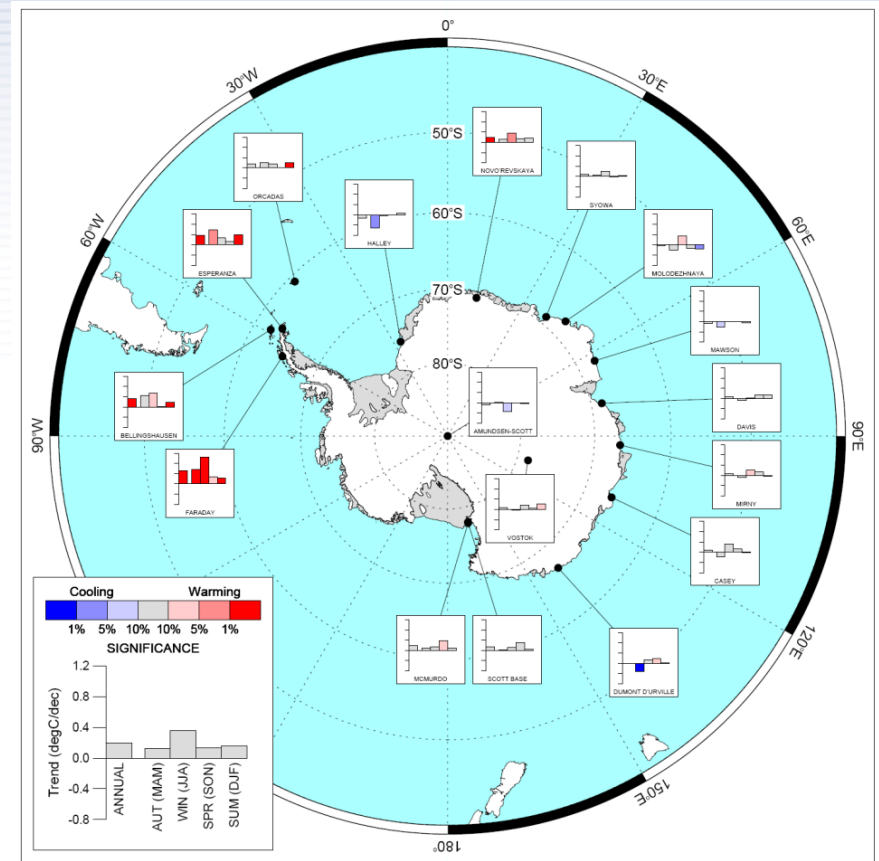 0°
30°W
30°E
50°S
NOVO'REVSKAYA
ORCADAS
SYOWA
60°S
HALLEY
60°W
60°E
ESPERANZA
MOLODEZHNAYA
70°S
MAWSON
80°S
BELLINGSHAUSEN
AMUNDSEN-SCOTT
DAVIS
90°W
90°E
FARADAY
MIRNY
VOSTOK
CASEY
120°E
MCMURDO
SCOTT BASE
DUMONT D'URVILLE
150°E
180°
Cooling Warming
1% 5% 10% 10% 5% 1%
SIGNIFICANCE
Trend (degC/dec)
1.2
0.8
0.4
0.0
-0.4
-0.8
ANNUAL
AUT (MAM)
WIN (JJA)
SPR (SON)
SUM (DJF)